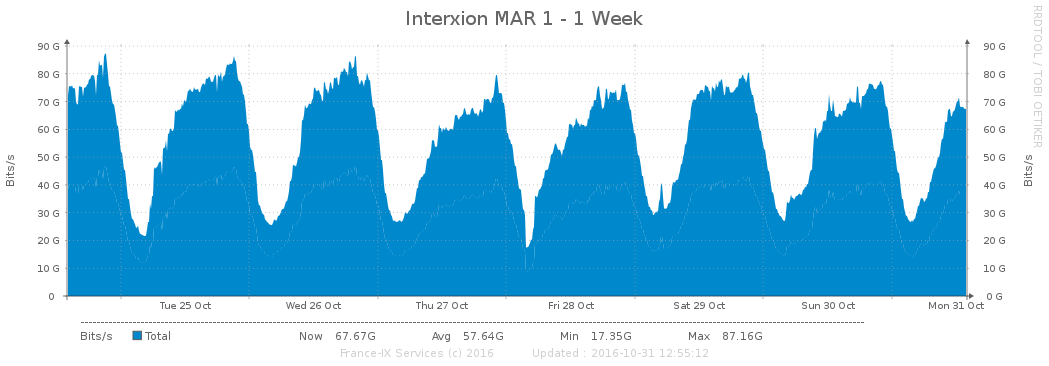 Interxion MAR 1 - 1 Week
RRDTOOL / TOBI OETIKER
90 G 90 G
80 G 80 G
70 G 70 G
60 G 60 G
50 G 50 G
40 G 40 G
30 G 30 G
20 G 20 G
10 G 10 G
0 0 G
Bits/s
Bits/s
Tue 25 Oct Wed 26 Oct Thu 27 Oct Fri 28 Oct Sat 29 Oct Sun 30 Oct Mon 31 Oct
Bits/s Total Now 67.67G Avg 57.64G Min 17.35G Max 87.16G
France-IX Services (c) 2016 Updated : 2016-10-31 12:55:12